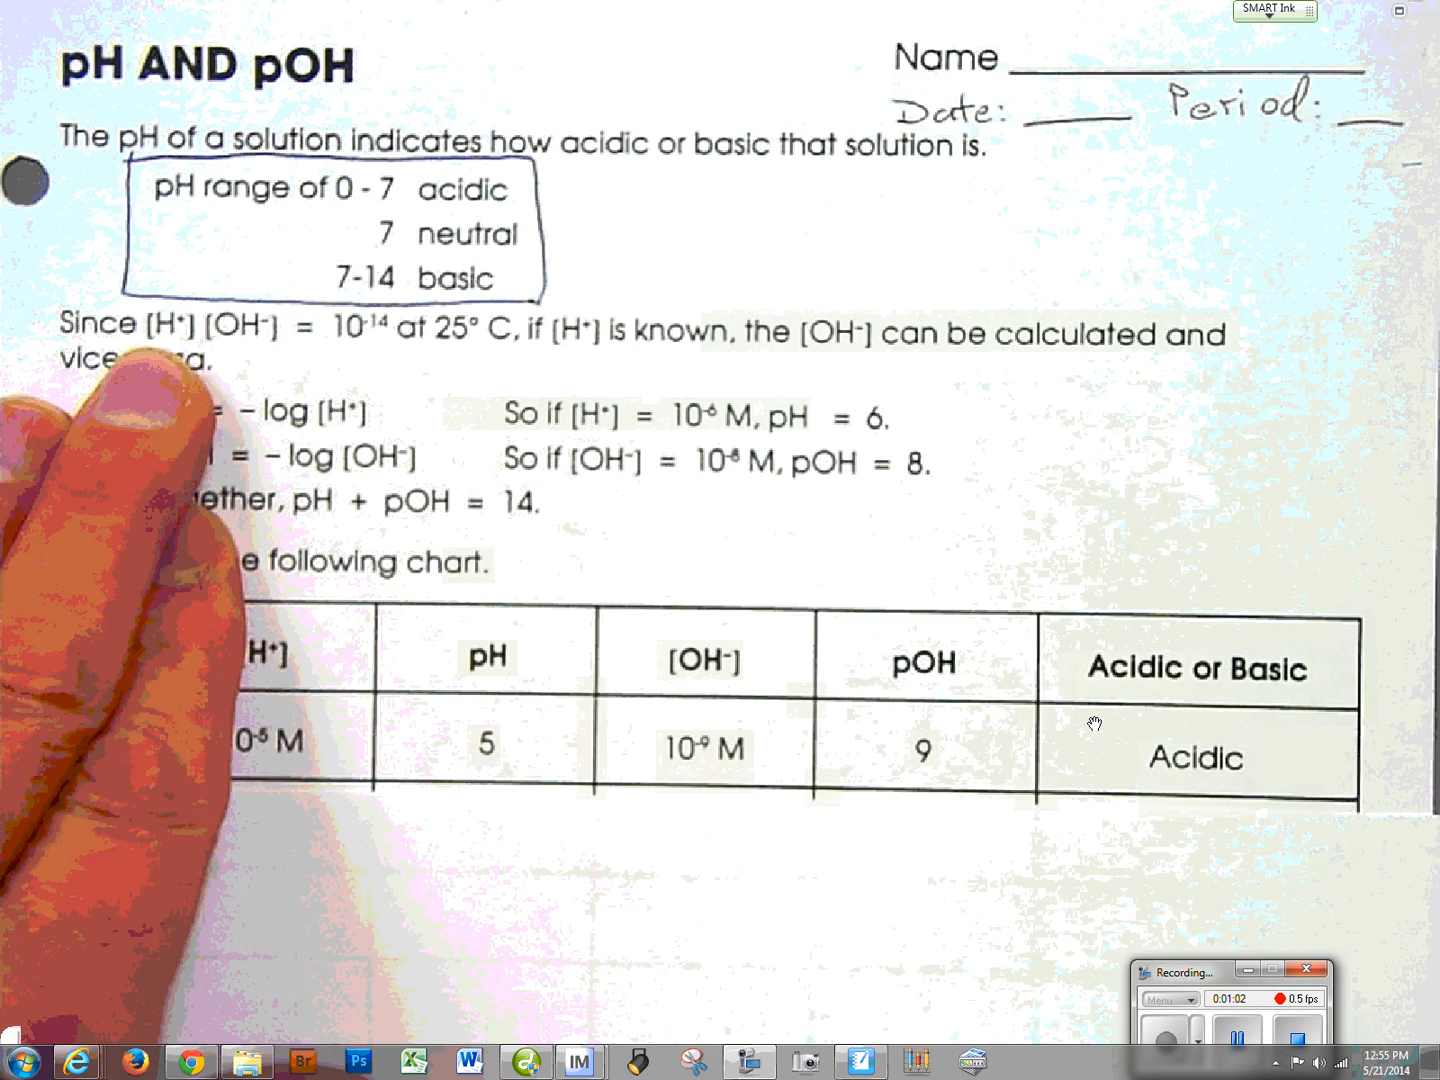 SMART Ink
pH AND pOH
Name
Date: Period:
The pH of a solution indicates how acidic or basic that solution is.
pH range of 0 - 7 acidic
7 neutral
7-14 basic
Since [H⁺] [OH⁻] = 10⁻¹⁴ at 25° C, if [H⁺] is known, the [OH⁻] can be calculated and
vice
= − log [H⁺] So if [H⁺] = 10⁻⁶ M, pH = 6.
= − log [OH⁻] So if [OH⁻] = 10⁻⁸ M, pOH = 8.
ether, pH + pOH = 14.
e following chart.
H⁺] pH [OH⁻] pOH Acidic or Basic
0⁻⁵ M 5 10⁻⁹ M 9 Acidic
Recording...
Menu 0:01:02 0.5 fps
Br Ps W IM
12:55 PM
5/21/2014